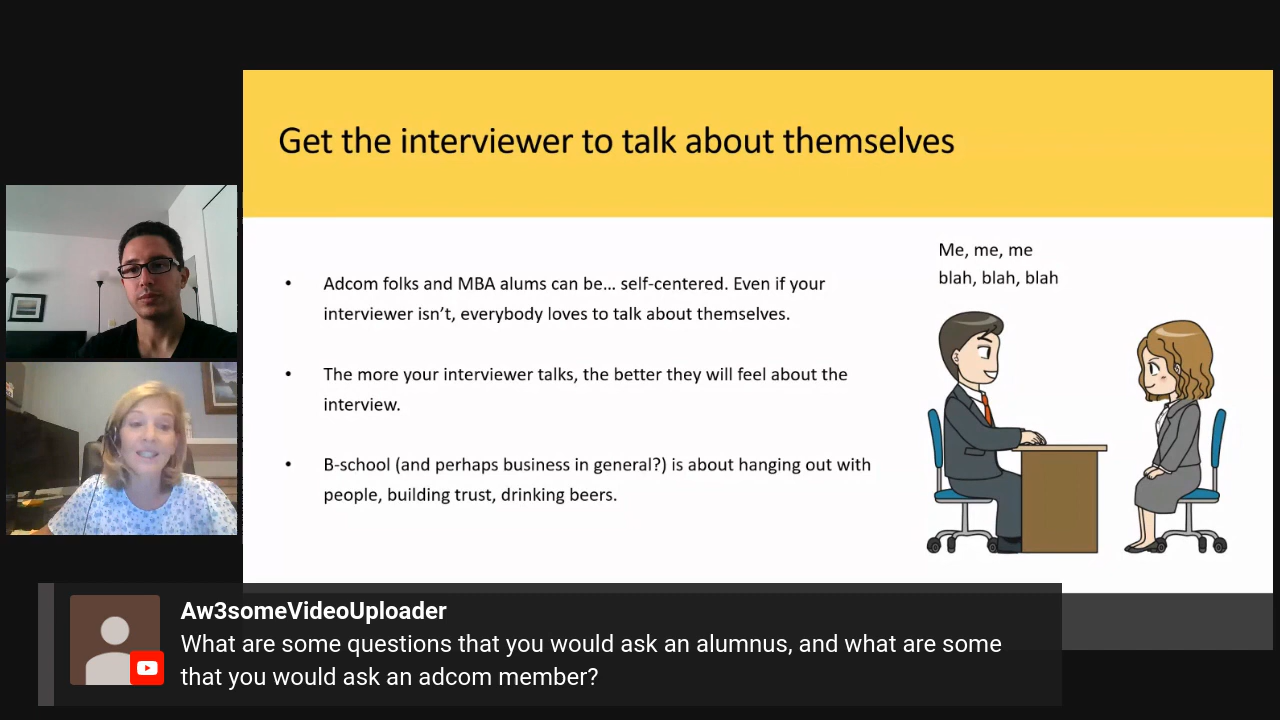 Get the interviewer to talk about themselves
Me, me, me
blah, blah, blah
• Adcom folks and MBA alums can be... self-centered. Even if your
interviewer isn’t, everybody loves to talk about themselves.
• The more your interviewer talks, the better they will feel about the
interview.
• B-school (and perhaps business in general?) is about hanging out with
people, building trust, drinking beers.
Aw3someVideoUploader
What are some questions that you would ask an alumnus, and what are some
that you would ask an adcom member?